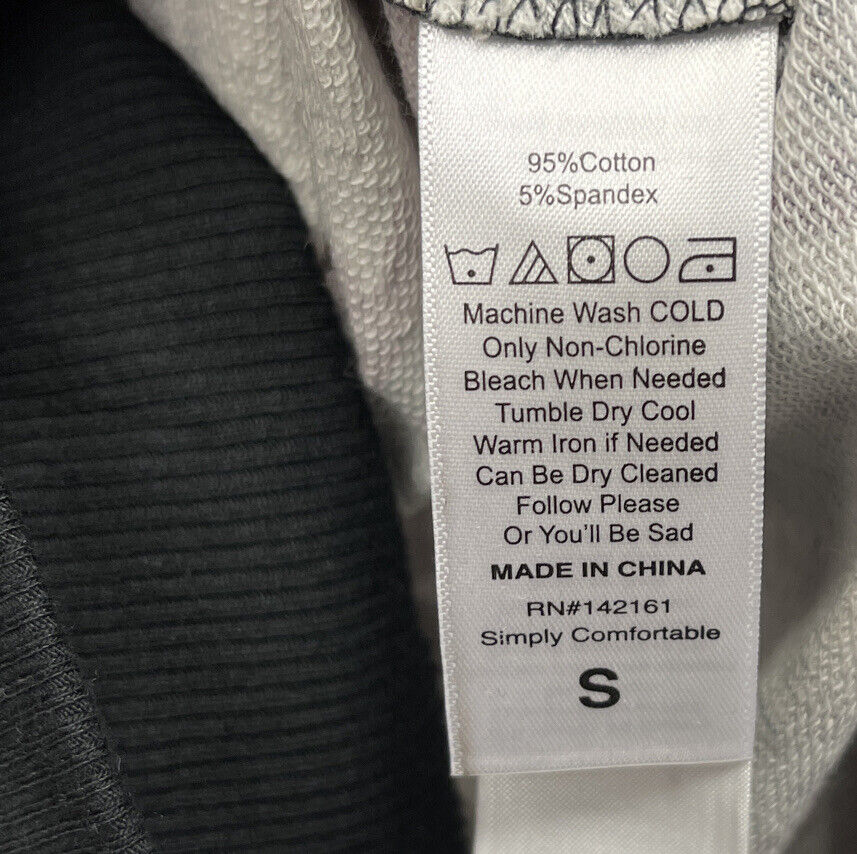 95%Cotton
5%Spandex
Machine Wash COLD
Only Non-Chlorine
Bleach When Needed
Tumble Dry Cool
Warm Iron if Needed
Can Be Dry Cleaned
Follow Please
Or You'll Be Sad
MADE IN CHINA
RN#142161
Simply Comfortable
S